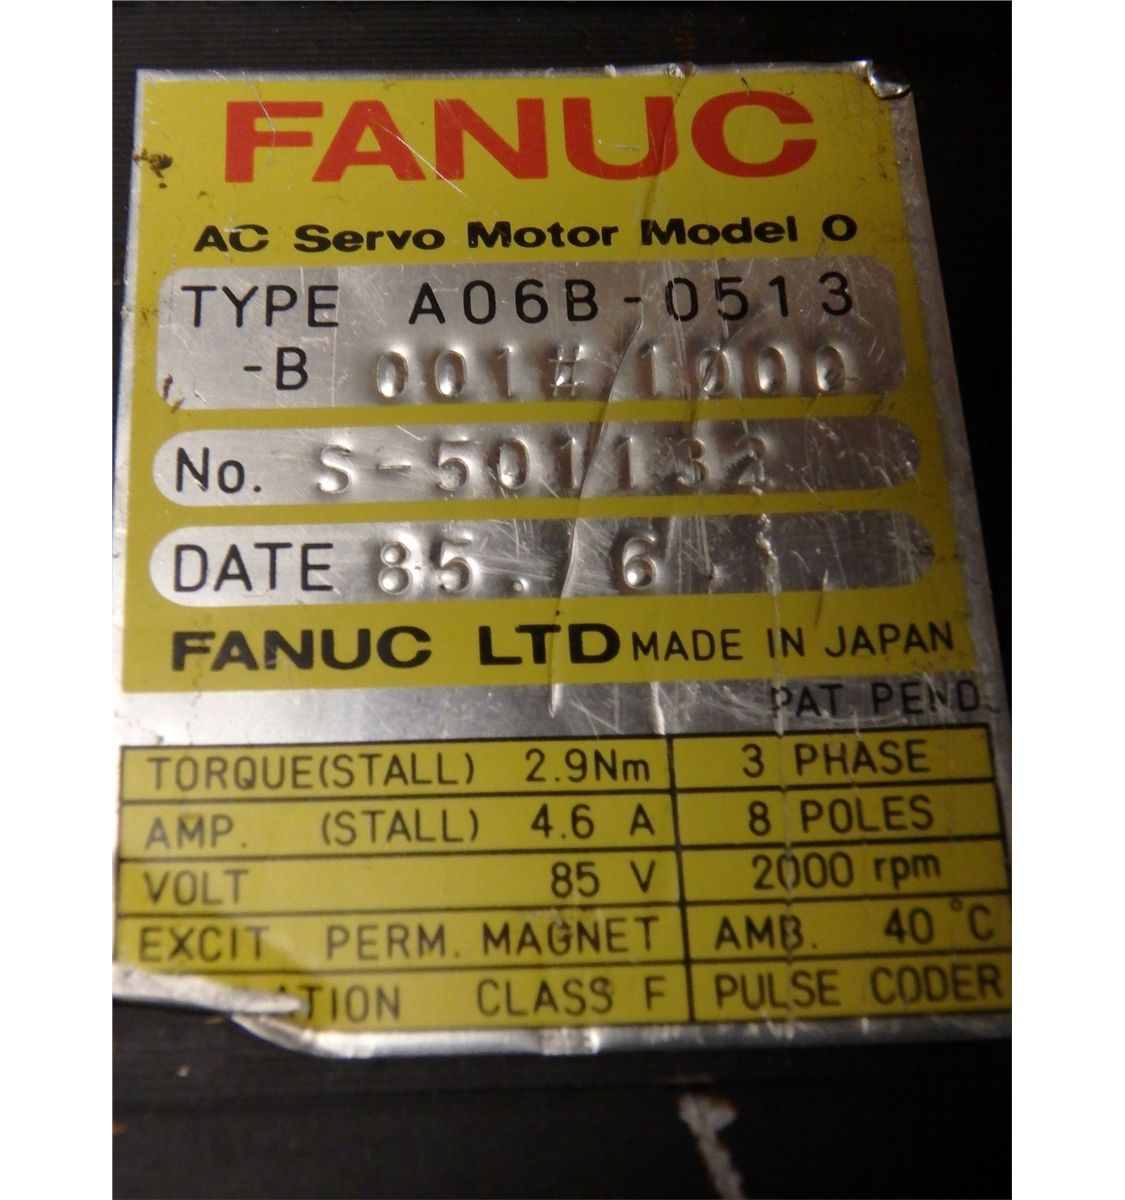 FANUC
AC Servo Motor Model 0
TYPE A06B-0513
-B 001#1000
No. S-501132
DATE 85. 6.
FANUC LTD MADE IN JAPAN
PAT PEND.
TORQUE(STALL) 2.9Nm 3 PHASE
AMP. (STALL) 4.6 A 8 POLES
VOLT 85 V 2000 rpm
EXCIT PERM. MAGNET AMB. 40°C
CLASS F PULSE CODER